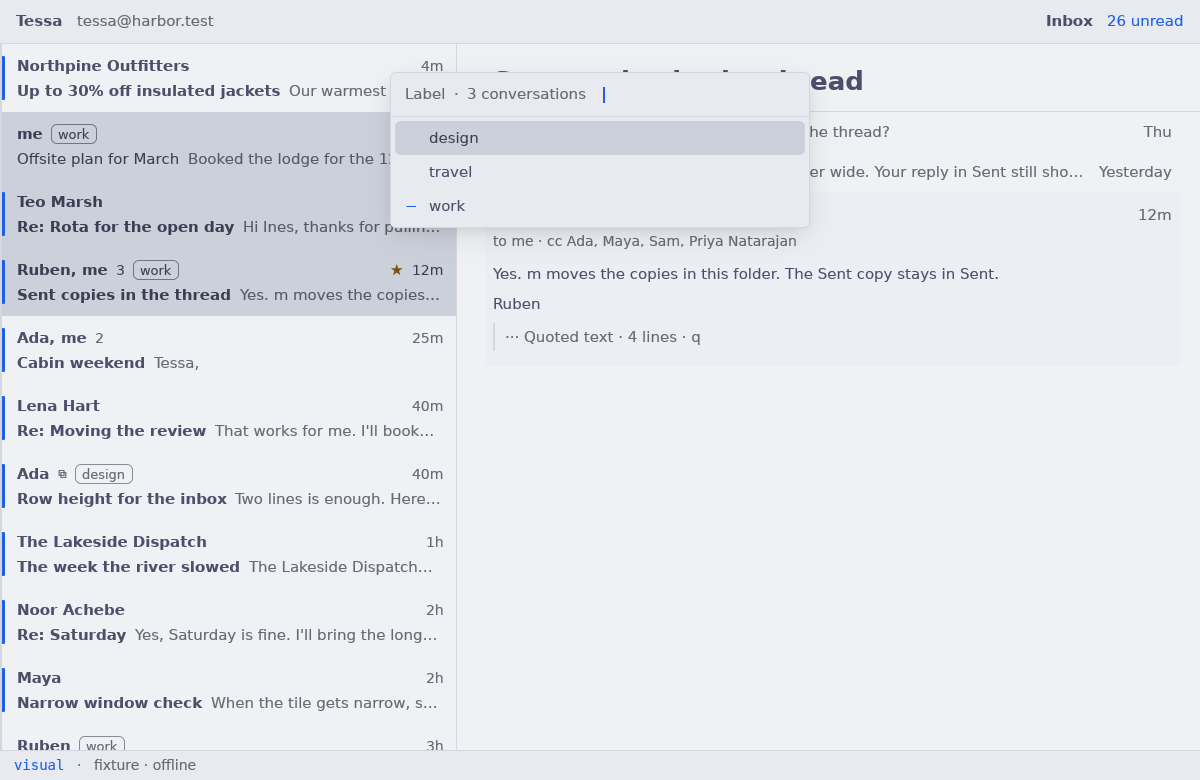 Tessa tessa@harbor.test
Inbox 26 unread
Northpine Outfitters 4m
Up to 30% off insulated jackets Our warmest
me work
Offsite plan for March Booked the lodge for the
Teo Marsh
Re: Rota for the open day Hi Ines, thanks for
Ruben, me 3 work ★ 12m
Sent copies in the thread Yes. m moves the copies…
Ada, me 2 25m
Cabin weekend Tessa,
Lena Hart 40m
Re: Moving the review That works for me. I'll book…
Ada design 40m
Row height for the inbox Two lines is enough. Here…
The Lakeside Dispatch 1h
The week the river slowed The Lakeside Dispatch…
Noor Achebe 2h
Re: Saturday Yes, Saturday is fine. I'll bring the long…
Maya 2h
Narrow window check When the tile gets narrow, s…
Ruben work 3h
Label · 3 conversations
design
travel
– work
he thread? Thu
er wide. Your reply in Sent still sho… Yesterday
12m
to me · cc Ada, Maya, Sam, Priya Natarajan
Yes. m moves the copies in this folder. The Sent copy stays in Sent.
Ruben
··· Quoted text · 4 lines · q
visual · fixture · offline